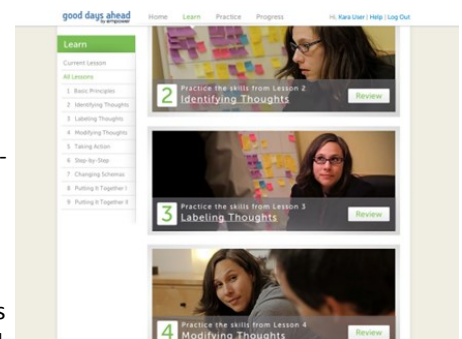 good days ahead
by empower
Home Learn Practice Progress
Hi, Kara User | Help | Log Out
Learn
Current Lesson
All Lessons
1 Basic Principles
2 Identifying Thoughts
3 Labeling Thoughts
4 Modifying Thoughts
5 Taking Action
6 Step-by-Step
7 Changing Schemas
8 Putting It Together I
9 Putting It Together II
2 Practice the skills from Lesson 2
Identifying Thoughts
Review
3 Practice the skills from Lesson 3
Labeling Thoughts
Review
4 Practice the skills from Lesson 4
Modifying Thoughts
Review
-
s